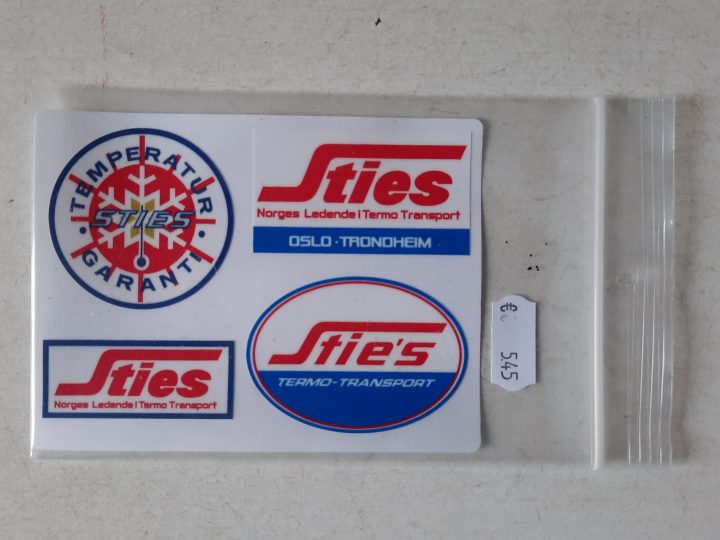 TEMPERATUR
STIES
GARANTI
Sties
Norges Ledende I Termo Transport
OSLO - TRONDHEIM
Sties
Norges Ledende I Termo Transport
Stie's
TERMO-TRANSPORT
€ 545